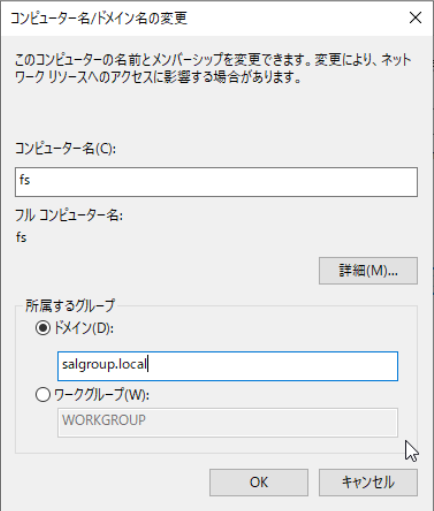 コンピューター名/ドメイン名の変更
このコンピューターの名前とメンバーシップを変更できます。変更により、ネット
ワーク リソースへのアクセスに影響する場合があります。
コンピューター名(C):
fs
フル コンピューター名:
fs
詳細(M)...
所属するグループ
ドメイン(D):
salgroup.local
ワークグループ(W):
WORKGROUP
OK
キャンセル